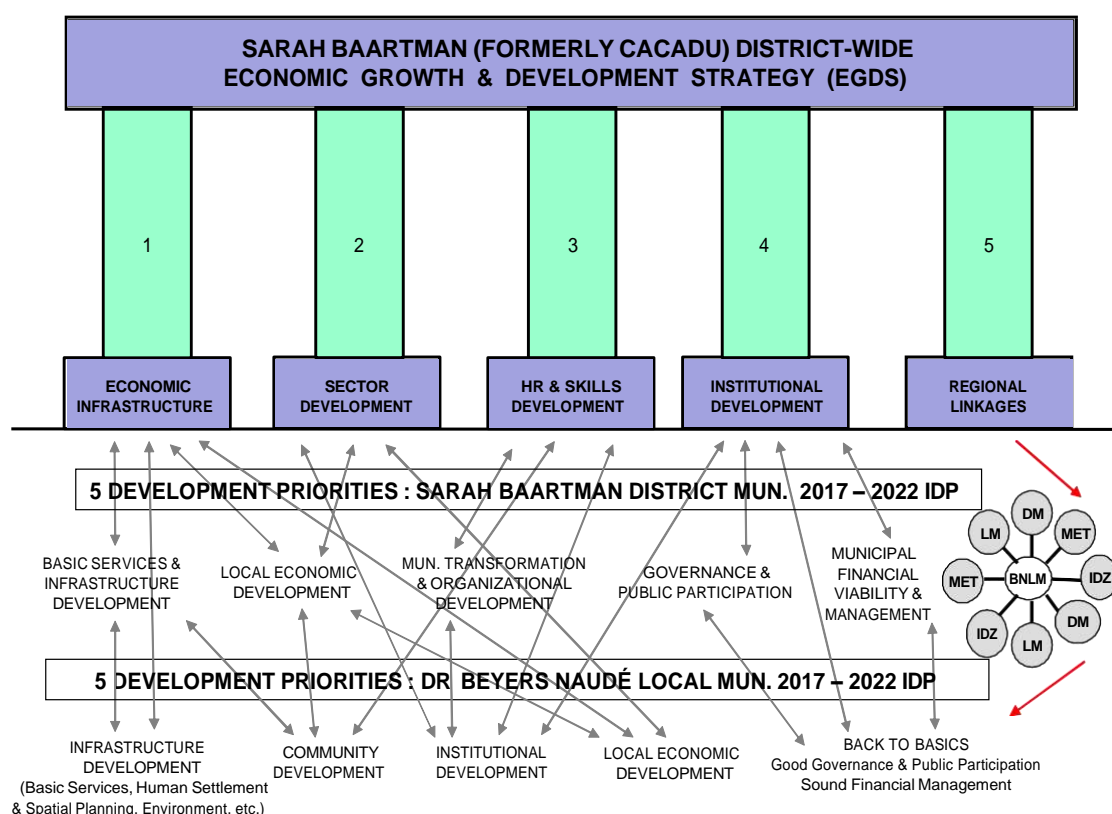 SARAH BAARTMAN (FORMERLY CACADU) DISTRICT-WIDE
ECONOMIC GROWTH & DEVELOPMENT STRATEGY (EGDS)
1
2
3
4
5
ECONOMIC
INFRASTRUCTURE
SECTOR
DEVELOPMENT
HR & SKILLS
DEVELOPMENT
INSTITUTIONAL
DEVELOPMENT
REGIONAL
LINKAGES
5 DEVELOPMENT PRIORITIES : SARAH BAARTMAN DISTRICT MUN. 2017 – 2022 IDP
BASIC SERVICES &
INFRASTRUCTURE
DEVELOPMENT
LOCAL ECONOMIC
DEVELOPMENT
MUN. TRANSFORMATION
& ORGANIZATIONAL
DEVELOPMENT
GOVERNANCE &
PUBLIC PARTICIPATION
MUNICIPAL
FINANCIAL
VIABILITY &
MANAGEMENT
DM
LM
MET
MET
BNLM
IDZ
IDZ
DM
LM
5 DEVELOPMENT PRIORITIES : DR BEYERS NAUDÉ LOCAL MUN. 2017 – 2022 IDP
INFRASTRUCTURE
DEVELOPMENT
(Basic Services, Human Settlement
& Spatial Planning, Environment, etc.)
COMMUNITY
DEVELOPMENT
INSTITUTIONAL
DEVELOPMENT
LOCAL ECONOMIC
DEVELOPMENT
BACK TO BASICS
Good Governance & Public Participation
Sound Financial Management